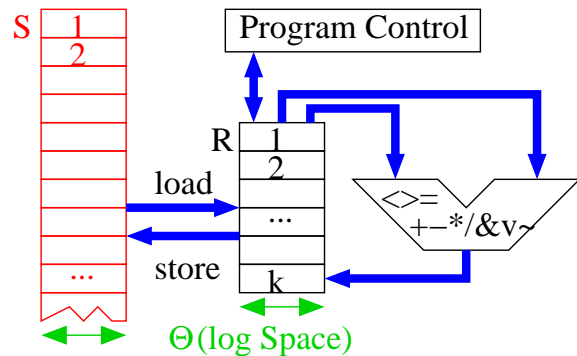 S
1
2
...
Program Control
R
1
2
...
k
load
store
<>=
+−*/&v~
Θ(log Space)